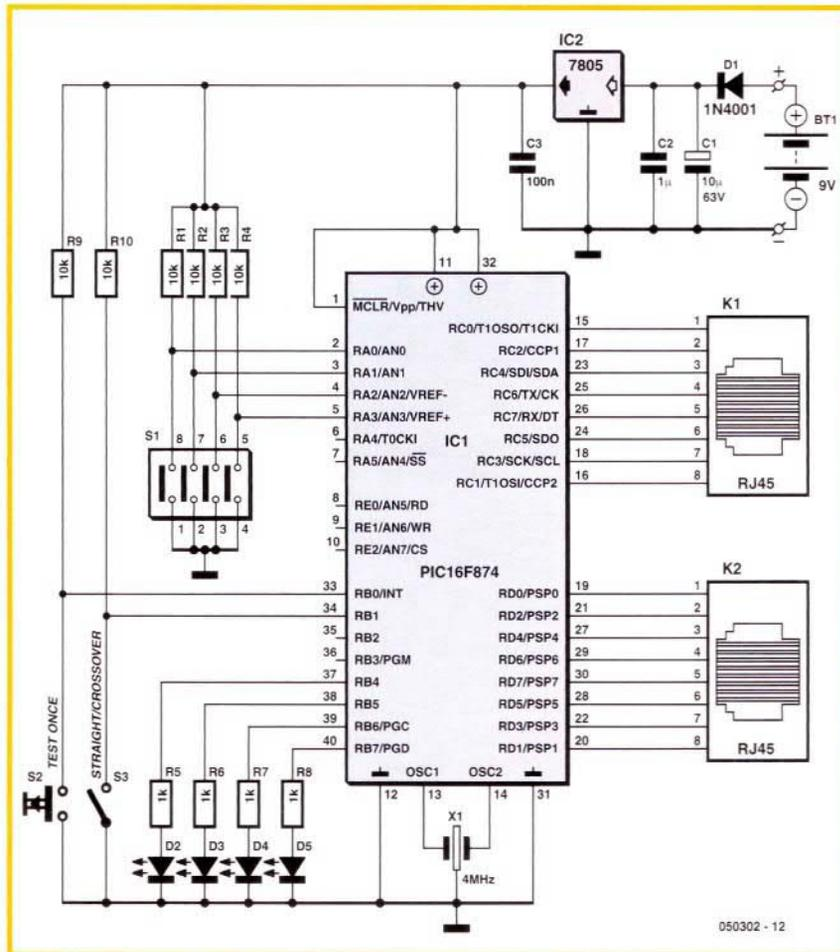 IC2
7805
D1
1N4001
+
BT1
9V
–
C3
100n
C2
1µ
C1
10µ
63V
R9
10k
R10
10k
R1
10k
R2
10k
R3
10k
R4
10k
11
32
1
MCLR/Vpp/THV
2
RA0/AN0
3
RA1/AN1
4
RA2/AN2/VREF-
5
RA3/AN3/VREF+
6
RA4/T0CKI
7
RA5/AN4/SS
8
RE0/AN5/RD
9
RE1/AN6/WR
10
RE2/AN7/CS
IC1
PIC16F874
33
RB0/INT
34
RB1
35
RB2
36
RB3/PGM
37
RB4
38
RB5
39
RB6/PGC
40
RB7/PGD
RC0/T1OSO/T1CKI 15 1
RC2/CCP1 17 2
RC4/SDI/SDA 23 3
RC6/TX/CK 25 4
RC7/RX/DT 26 5
RC5/SDO 24 6
RC3/SCK/SCL 18 7
RC1/T1OSI/CCP2 16 8
K1
RJ45
RD0/PSP0 19 1
RD2/PSP2 21 2
RD4/PSP4 27 3
RD6/PSP6 29 4
RD7/PSP7 30 5
RD5/PSP5 28 6
RD3/PSP3 22 7
RD1/PSP1 20 8
K2
RJ45
S1
8 7 6 5
1 2 3 4
TEST ONCE
S2
STRAIGHT/CROSSOVER
S3
R5
1k
R6
1k
R7
1k
R8
1k
D2
D3
D4
D5
OSC1
OSC2
12
13
14
31
X1
4MHz
050302 - 12